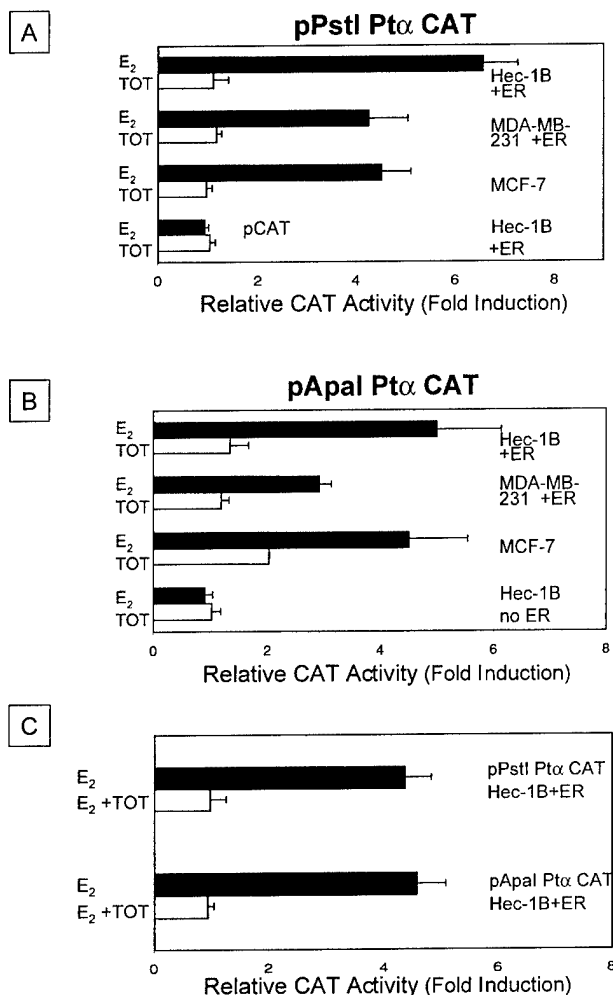 A
pPstI Ptα CAT
E2
TOT
Hec-1B
+ER
E2
TOT
MDA-MB-
231 +ER
E2
TOT
MCF-7
E2
TOT
pCAT
Hec-1B
+ER
0 2 4 6 8
Relative CAT Activity (Fold Induction)
B
pApaI Ptα CAT
E2
TOT
Hec-1B
+ER
E2
TOT
MDA-MB-
231 +ER
E2
TOT
MCF-7
E2
TOT
Hec-1B
no ER
0 2 4 6 8
Relative CAT Activity (Fold Induction)
C
E2
E2 +TOT
pPstI Ptα CAT
Hec-1B+ER
E2
E2 +TOT
pApaI Ptα CAT
Hec-1B+ER
0 2 4 6 8
Relative CAT Activity (Fold Induction)